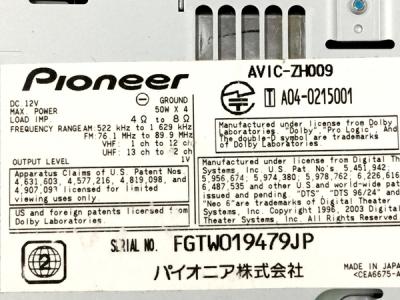 Pioneer
AVIC-ZH009
DC 12V ⊖ GROUND
MAX. POWER 50W X 4
LOAD IMP. 4 Ω to 8 Ω
FREQUENCY RANGE AM: 522 kHz to 1 629 kHz
FM: 76.1 MHz to 89.9 MHz
VHF: 1 ch to 12 ch
UHF: 13 ch to 62 ch
OUTPUT LEVEL 1V
T A04-0215001
Manufactured under license from Dolby
Laboratories. "Dolby", "Pro Logic", and
The double-D symbol are trademarks
of Dolby Laboratories
Apparatus Claims of U.S. Patent Nos.
4,631,603, 4,577,216, 4,819,098, and
4,907,093 licensed for limited
viewing uses only
US and foreign patents licensed from
Dolby Laboratories.
Manufactured under license from Digital Theater
Systems, Inc. U.S. Pat. No's. 5,451,942,
5,956,674, 5,974,380, 5,978,762, 6,226,616
6,487,535 and other U.S and world-wide patents
issued and pending. "DTS", "DTS 96/24" and
"Neo 6" are trademarks of Digital Theater
Systems, Inc. Copyright 1996, 2003 Digital Theater
Systems, Inc. All Rights Reserved.
SERIAL NO. FGTW019479JP
2
パイオニア株式会社
MADE IN JAPAN
<CEA6675-A